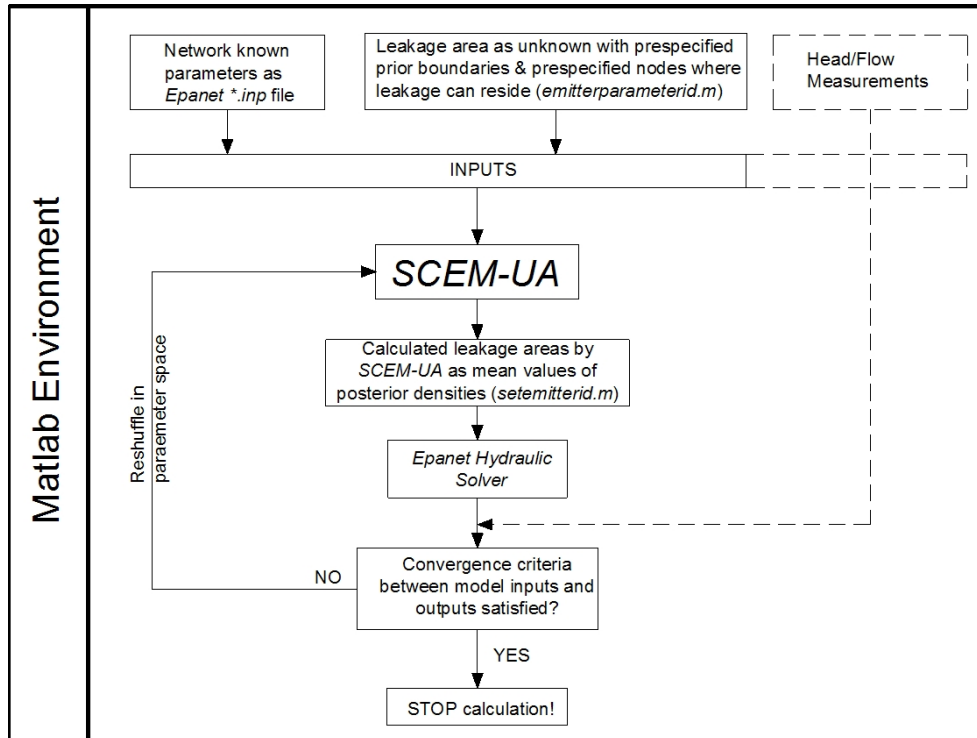 Matlab Environment
Network known
parameters as
Epanet *.inp file
Leakage area as unknown with prespecified
prior boundaries & prespecified nodes where
leakage can reside (emitterparameterid.m)
Head/Flow
Measurements
INPUTS
SCEM-UA
Calculated leakage areas by
SCEM-UA as mean values of
posterior densities (setemitterid.m)
Reshuffle in
paraemeter space
Epanet Hydraulic
Solver
Convergence criteria
between model inputs and
outputs satisfied?
NO
YES
STOP calculation!